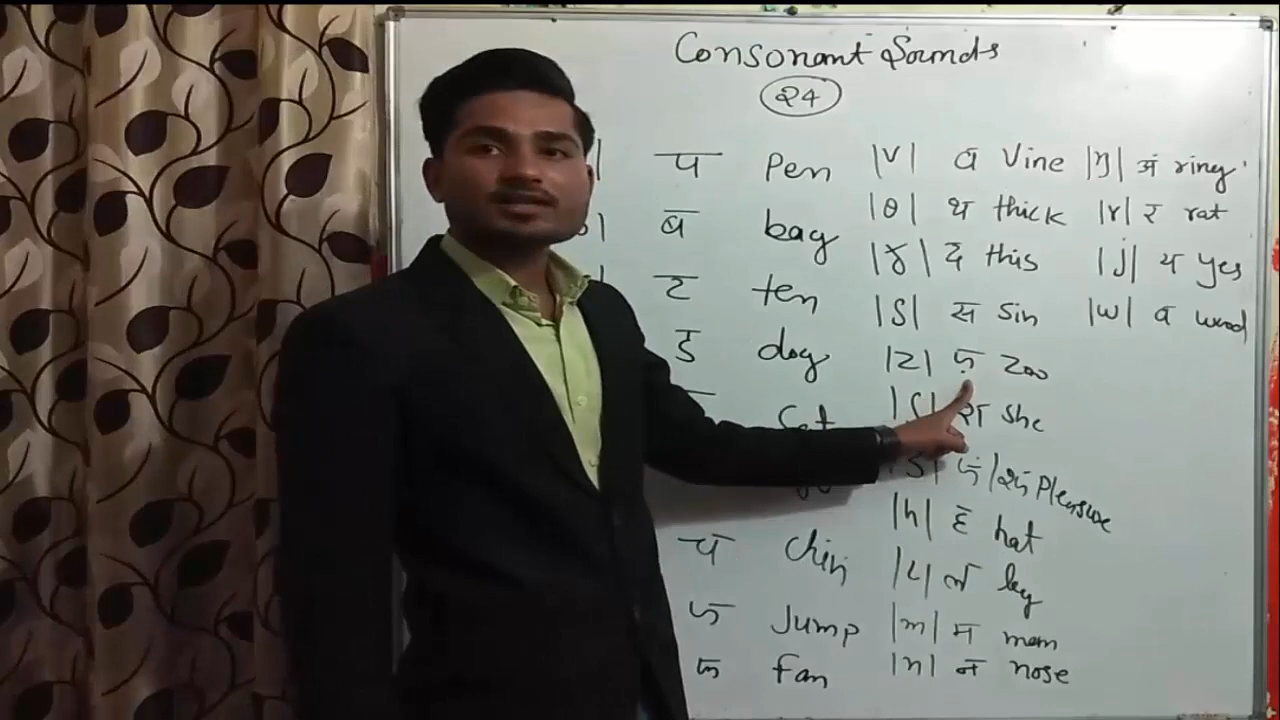 Consonant Sounds
24
प Pen |v| व Vine |ŋ| अं ring
ब bag |θ| थ thick |r| र rat
ट ten |ð| द this |j| य yes
ड dog |s| स sin |w| व wood
|z| ज़ zoo
|ʃ| श she
ज़/श़ Pleasure
|h| ह hat
च chin |l| ल leg
ज Jump |m| म mom
फ fan |n| न nose